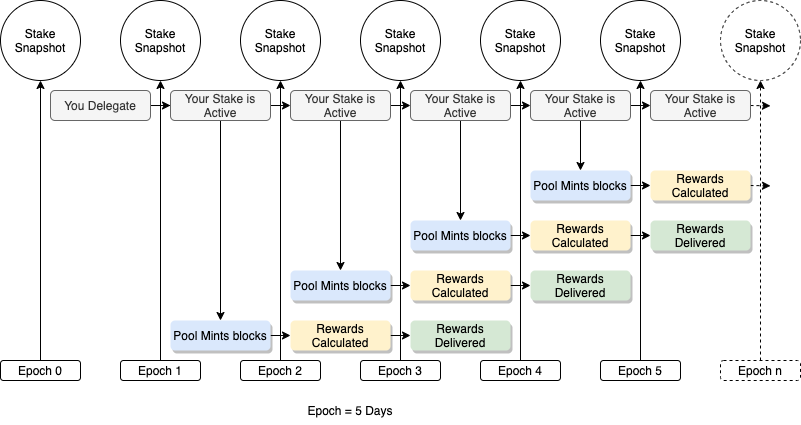 Stake
Snapshot
Stake
Snapshot
Stake
Snapshot
Stake
Snapshot
Stake
Snapshot
Stake
Snapshot
Stake
Snapshot
You Delegate
Your Stake is
Active
Your Stake is
Active
Your Stake is
Active
Your Stake is
Active
Your Stake is
Active
Pool Mints blocks
Rewards
Calculated
Pool Mints blocks
Rewards
Calculated
Rewards
Delivered
Pool Mints blocks
Rewards
Calculated
Rewards
Delivered
Pool Mints blocks
Rewards
Calculated
Rewards
Delivered
Epoch 0
Epoch 1
Epoch 2
Epoch 3
Epoch 4
Epoch 5
Epoch n
Epoch = 5 Days